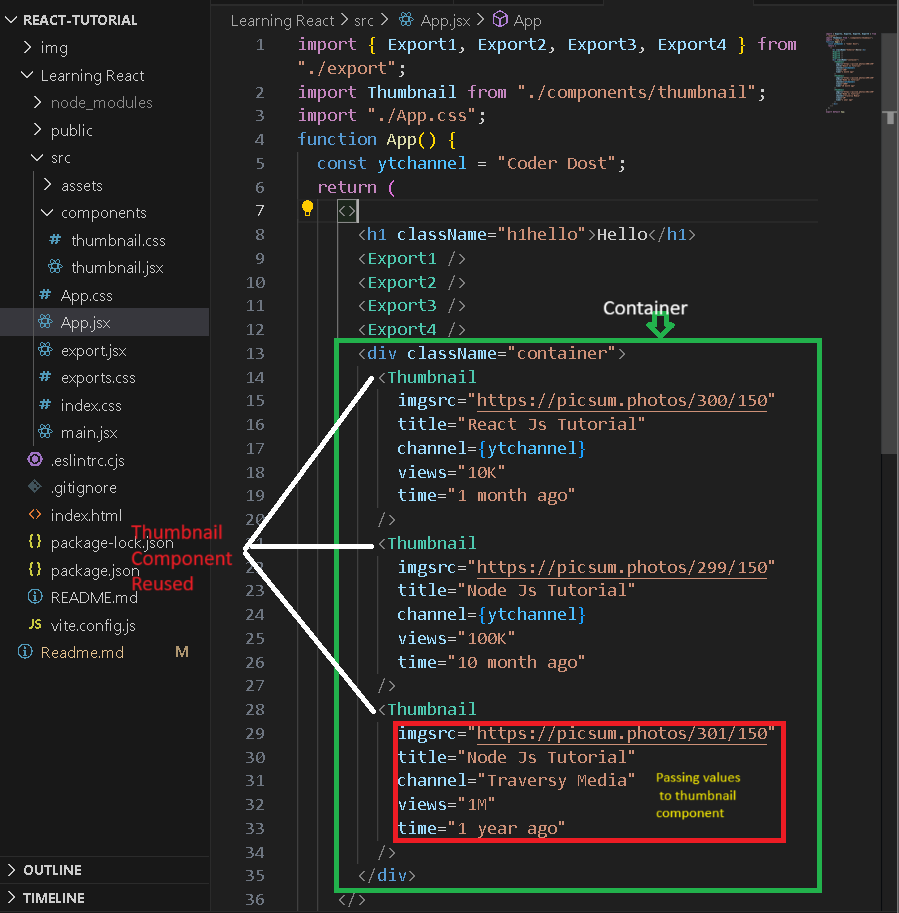 REACT-TUTORIAL
img
Learning React
node_modules
public
src
assets
components
# thumbnail.css
thumbnail.jsx
# App.css
App.jsx
export.jsx
# exports.css
# index.css
main.jsx
.eslintrc.cjs
.gitignore
<> index.html
{} package-lock.json
{} package.json
README.md
JS vite.config.js
Readme.md M
OUTLINE
TIMELINE
Thumbnail
Component
Reused
Learning React > src > App.jsx > App
1 import { Export1, Export2, Export3, Export4 } from
"./export";
2 import Thumbnail from "./components/thumbnail";
3 import "./App.css";
4 function App() {
5 const ytchannel = "Coder Dost";
6 return (
7 <>
8 <h1 className="h1hello">Hello</h1>
9 <Export1 />
10 <Export2 />
11 <Export3 />
12 <Export4 />
Container
13 <div className="container">
14 <Thumbnail
15 imgsrc="https://picsum.photos/300/150"
16 title="React Js Tutorial"
17 channel={ytchannel}
18 views="10K"
19 time="1 month ago"
20 />
<Thumbnail
22 imgsrc="https://picsum.photos/299/150"
23 title="Node Js Tutorial"
24 channel={ytchannel}
25 views="100K"
26 time="10 month ago"
27 />
28 <Thumbnail
29 imgsrc="https://picsum.photos/301/150"
30 title="Node Js Tutorial"
31 channel="Traversy Media"
32 views="1M"
33 time="1 year ago"
Passing values
to thumbnail
component
34 />
35 </div>
36 </>